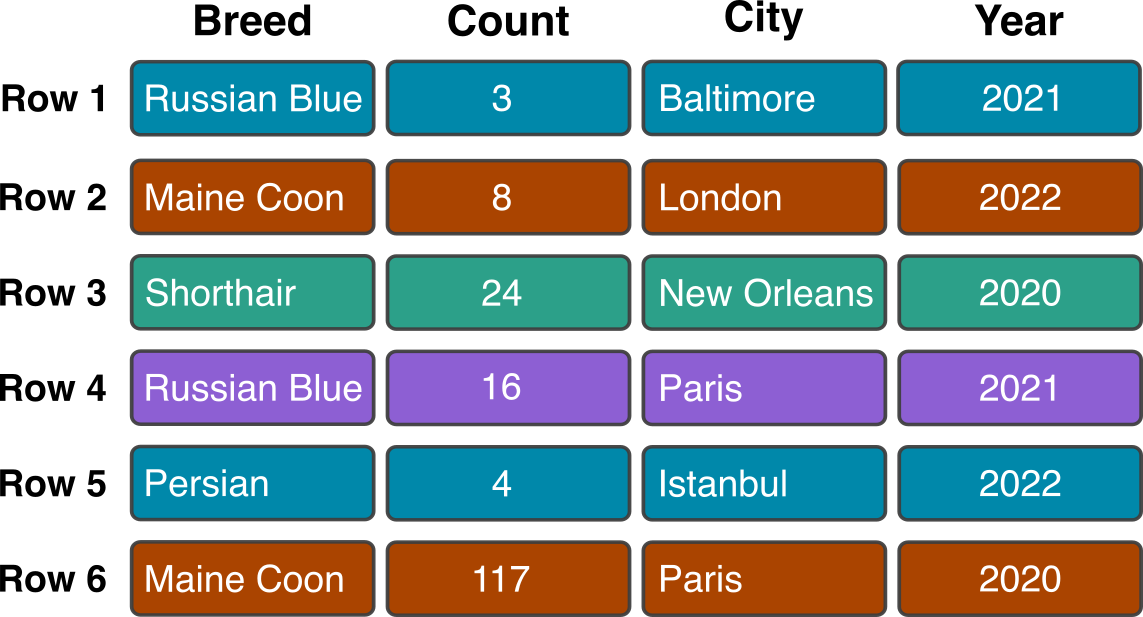 Breed Count City Year
Row 1 Russian Blue 3 Baltimore 2021
Row 2 Maine Coon 8 London 2022
Row 3 Shorthair 24 New Orleans 2020
Row 4 Russian Blue 16 Paris 2021
Row 5 Persian 4 Istanbul 2022
Row 6 Maine Coon 117 Paris 2020